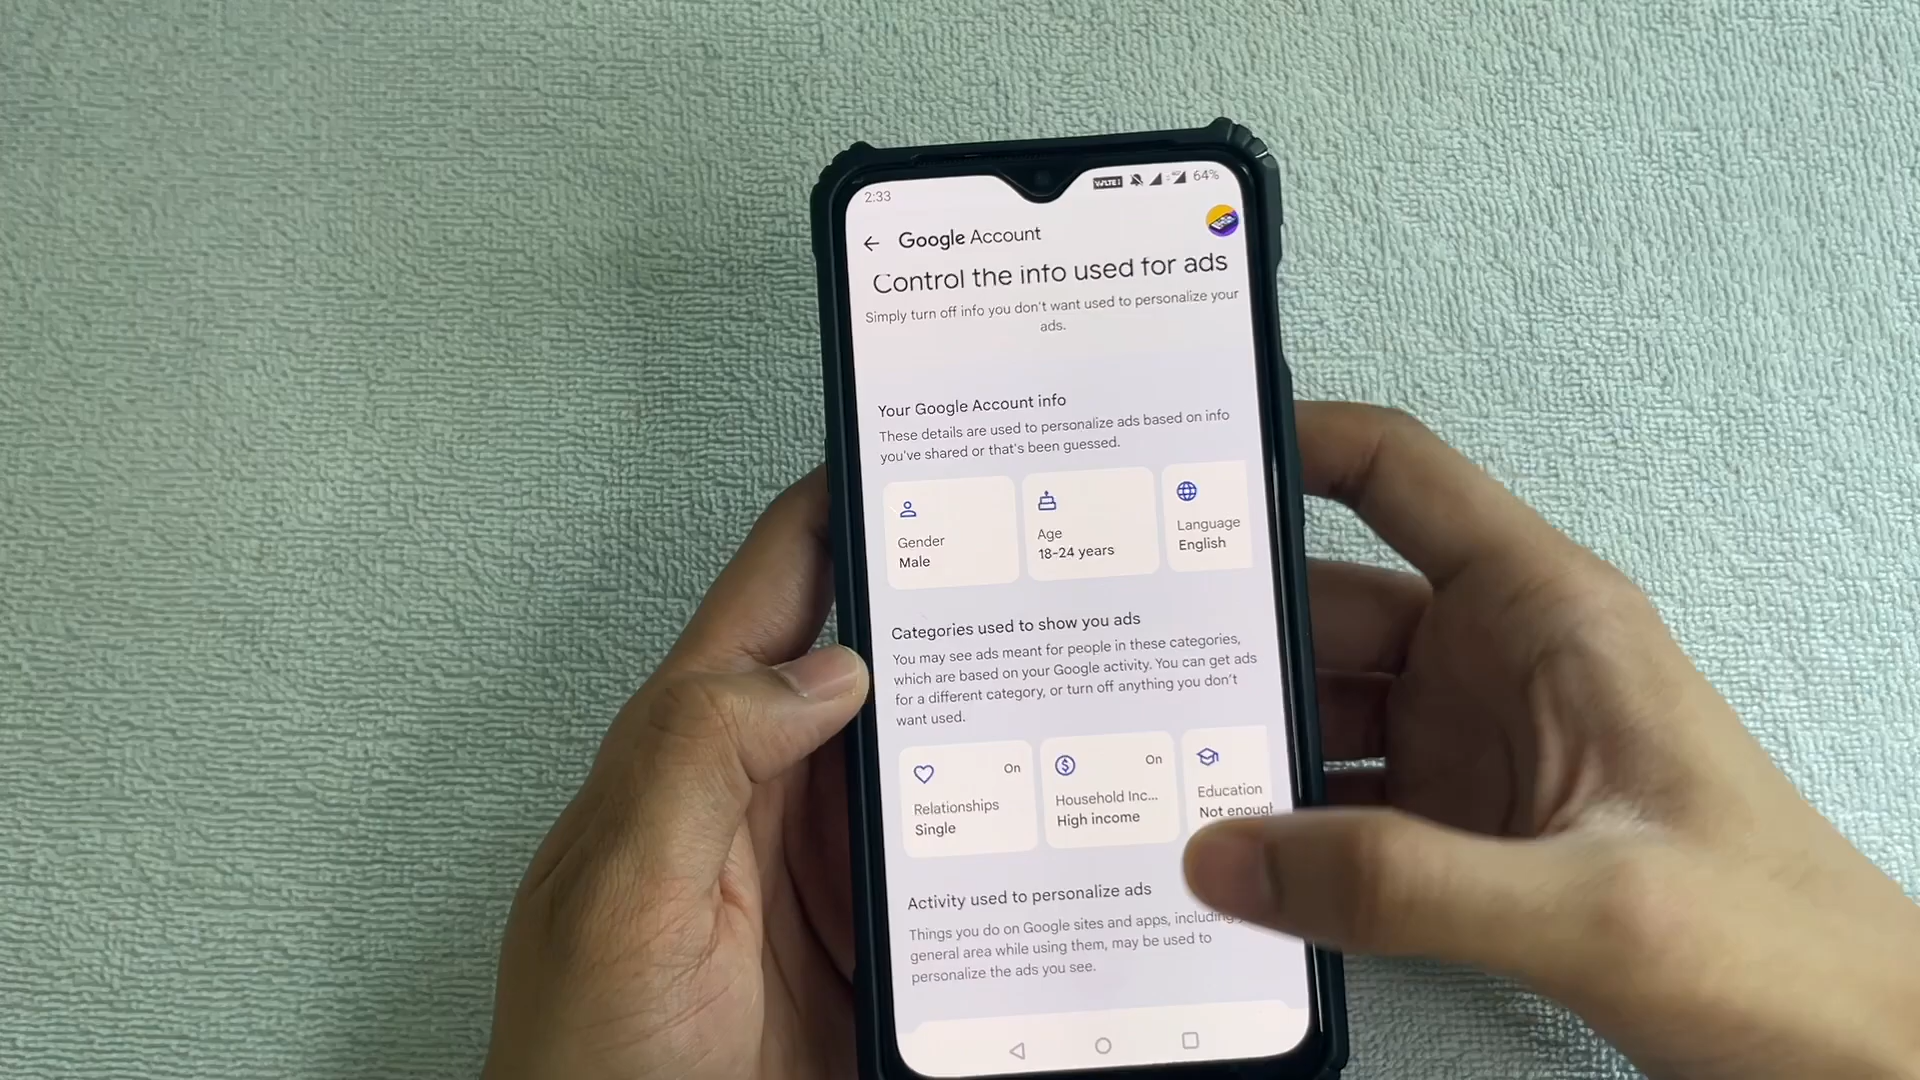 2:33
VoLTE 64%
Google Account
Control the info used for ads
Simply turn off info you don't want used to personalize your
ads.
Your Google Account info
These details are used to personalize ads based on info
you've shared or that's been guessed.
Gender
Male
Age
18-24 years
Language
English
Categories used to show you ads
You may see ads meant for people in these categories,
which are based on your Google activity. You can get ads
for a different category, or turn off anything you don't
want used.
On
Relationships
Single
On
Household Inc...
High income
Education
Not enough
Activity used to personalize ads
Things you do on Google sites and apps, including
general area while using them, may be used to
personalize the ads you see.